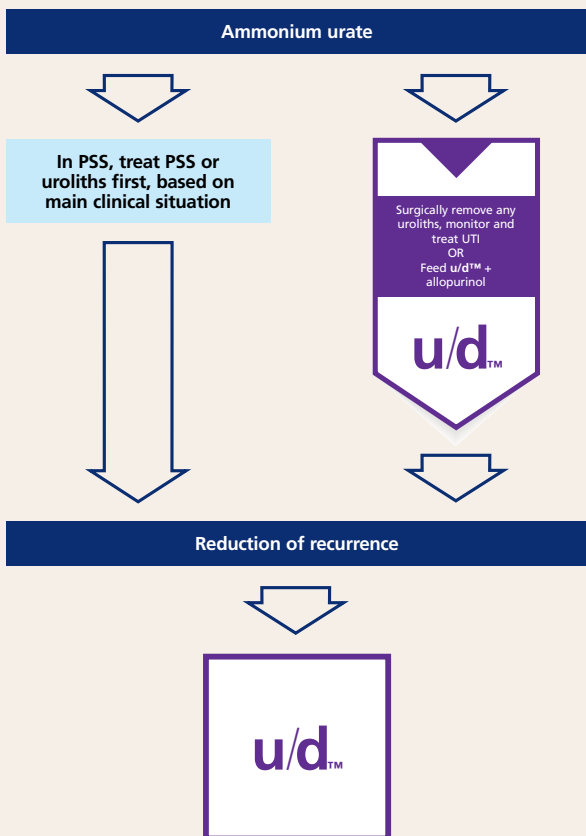 Ammonium urate
In PSS, treat PSS or
uroliths first, based on
main clinical situation
Surgically remove any
uroliths, monitor and
treat UTI
OR
Feed u/d™ +
allopurinol
u/d™
Reduction of recurrence
u/d™